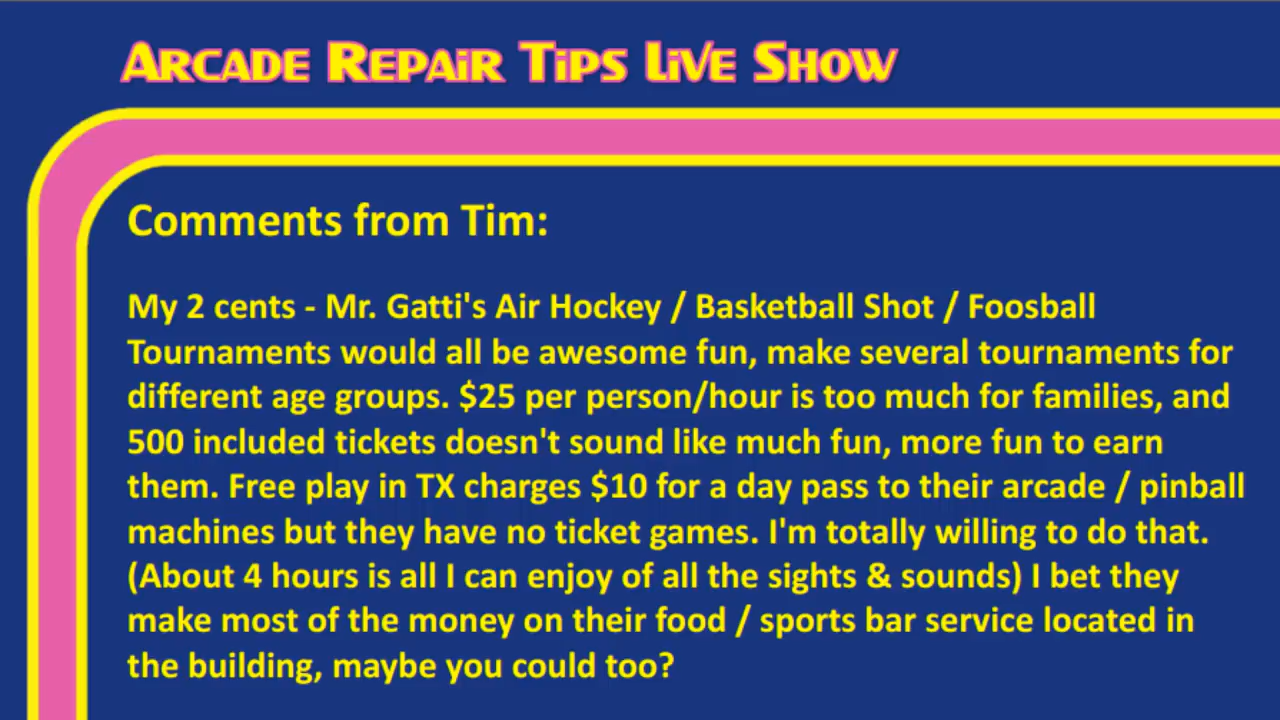 ARCADE REPAIR TIPS LIVE SHOW
Comments from Tim:
My 2 cents - Mr. Gatti's Air Hockey / Basketball Shot / Foosball
Tournaments would all be awesome fun, make several tournaments for
different age groups. $25 per person/hour is too much for families, and
500 included tickets doesn't sound like much fun, more fun to earn
them. Free play in TX charges $10 for a day pass to their arcade / pinball
machines but they have no ticket games. I'm totally willing to do that.
(About 4 hours is all I can enjoy of all the sights & sounds) I bet they
make most of the money on their food / sports bar service located in
the building, maybe you could too?